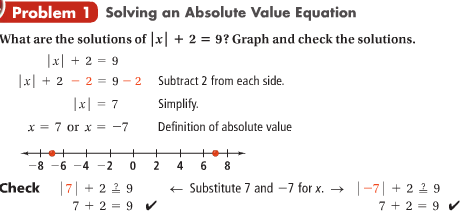 Problem 1 Solving an Absolute Value Equation
What are the solutions of |x| + 2 = 9? Graph and check the solutions.
|x| + 2 = 9
|x| + 2 − 2 = 9 − 2 Subtract 2 from each side.
|x| = 7 Simplify.
x = 7 or x = −7 Definition of absolute value
−8 −6 −4 −2 0 2 4 6 8
Check |7| + 2 ≟ 9 ← Substitute 7 and −7 for x. → |−7| + 2 ≟ 9
7 + 2 = 9 ✔ 7 + 2 = 9 ✔